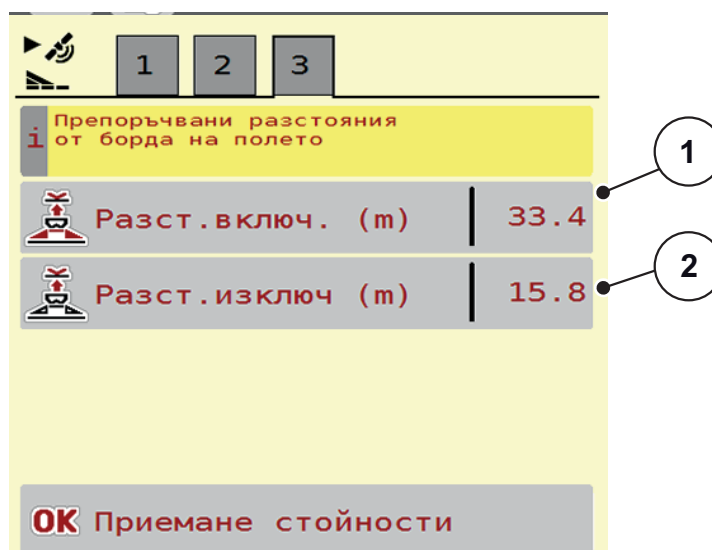 1 2 3
i Препоръчвани разстояния
от борда на полето
Разст.включ. (m) 33.4
Разст.изключ (m) 15.8
OK Приемане стойности
1
2